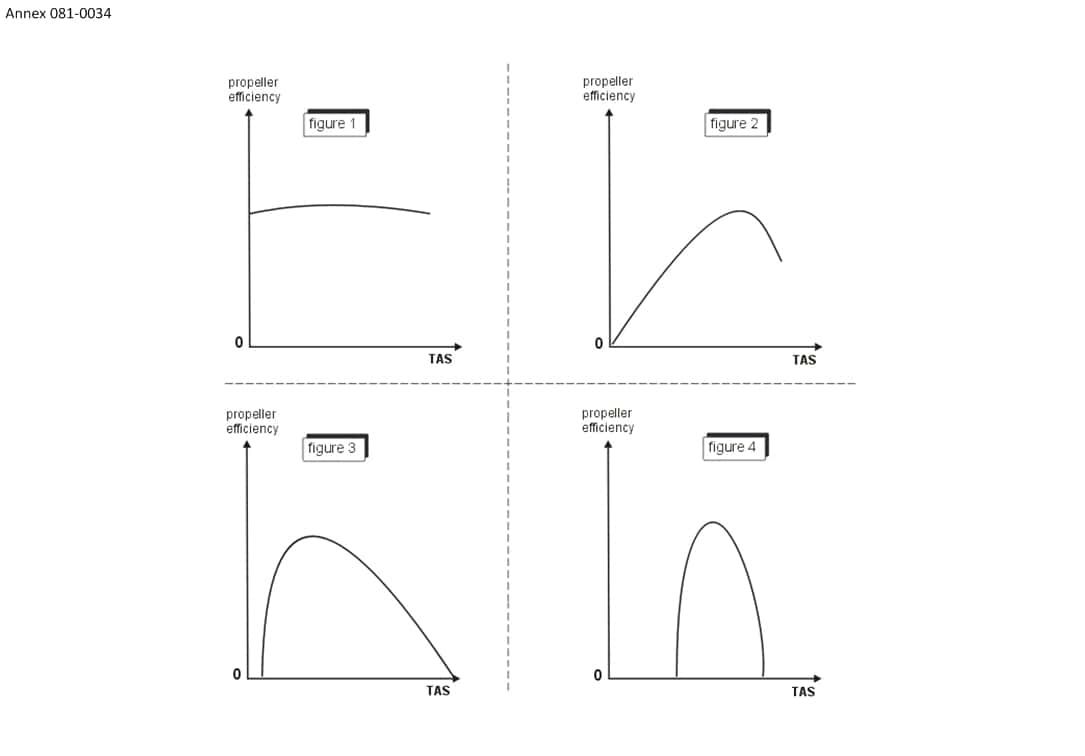 Annex 081-0034
propeller
efficiency
figure 1
0
TAS
propeller
efficiency
figure 2
0
TAS
propeller
efficiency
figure 3
0
TAS
propeller
efficiency
figure 4
0
TAS